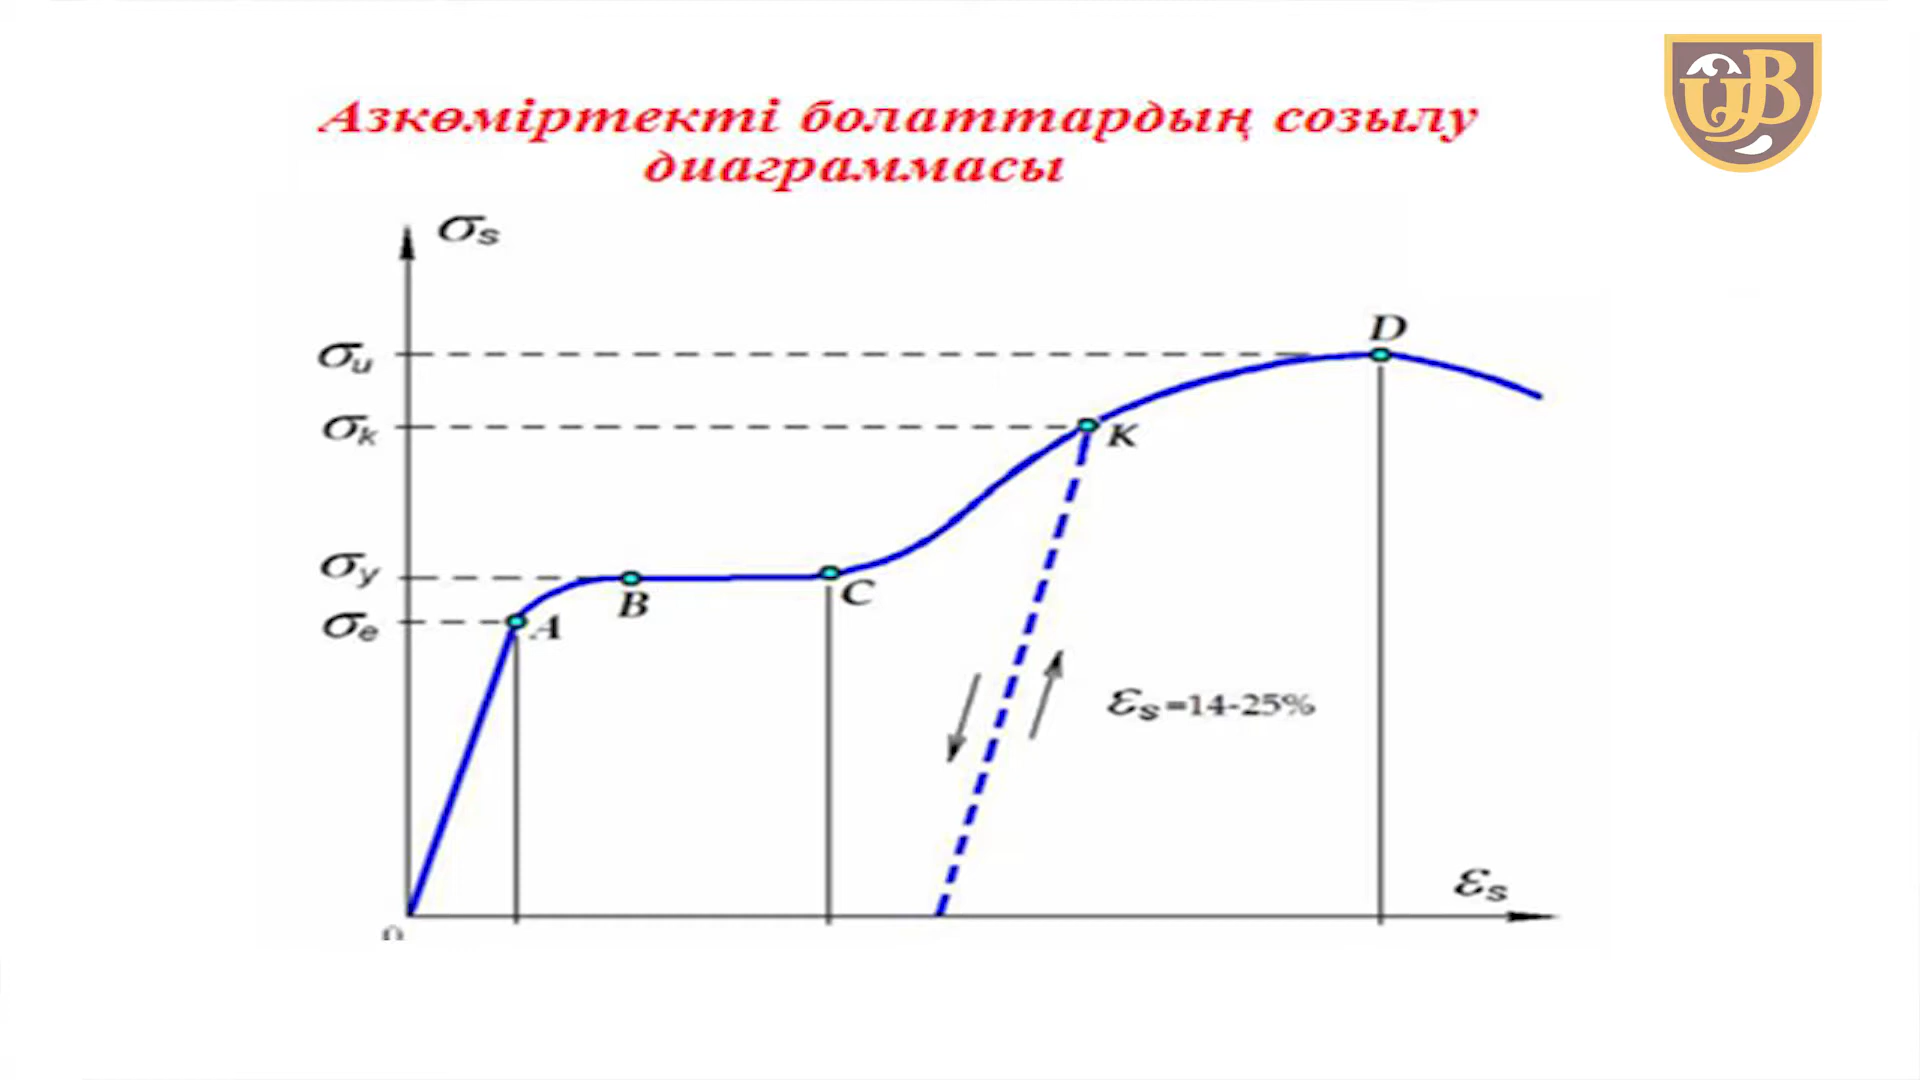 Азкөміртекті болаттардың созылу
диаграммасы
σs
D
σu
σk
K
σy
B
C
σe
A
εs=14-25%
εs
0